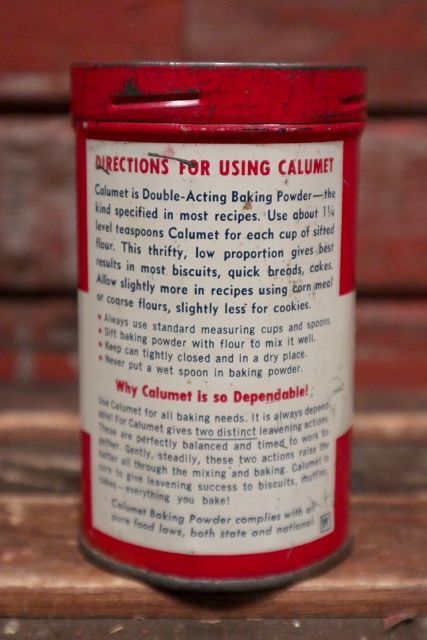 DIRECTIONS FOR USING CALUMET
Calumet is Double-Acting Baking Powder—the
kind specified in most recipes. Use about 1¼
level teaspoons Calumet for each cup of sifted
flour. This thrifty, low proportion gives best
results in most biscuits, quick breads, cakes.
Allow slightly more in recipes using corn meal
or coarse flours, slightly less for cookies.
• Always use standard measuring cups and spoons.
• Sift baking powder with flour to mix it well.
• Keep can tightly closed and in a dry place.
• Never put a wet spoon in baking powder.
Why Calumet is so Dependable!
Use Calumet for all baking needs. It is always depend-
able! For Calumet gives two distinct leavening actions.
These are perfectly balanced and timed to work to-
gether. Gently, steadily, these two actions raise the
batter all through the mixing and baking. Calumet is
sure to give leavening success to biscuits, muffins,
cakes—everything you bake!
Calumet Baking Powder complies with all
pure food laws, both state and national.